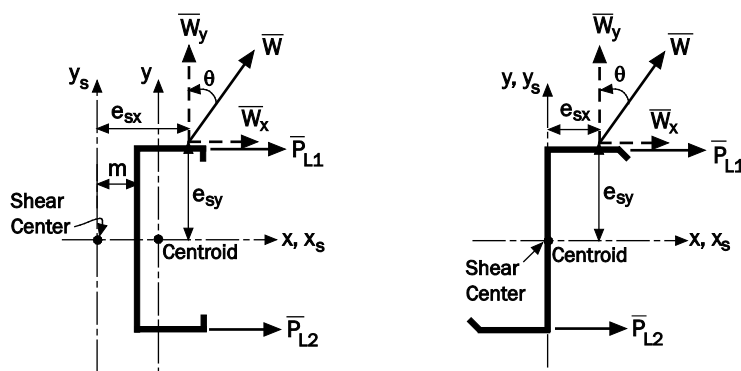 W̅y
W̅
ys
y
θ
esx
W̅x
P̅L1
m
esy
Shear
Center
x, xs
Centroid
P̅L2
W̅y
W̅
y, ys
θ
esx
W̅x
P̅L1
esy
x, xs
Centroid
Shear
Center
P̅L2